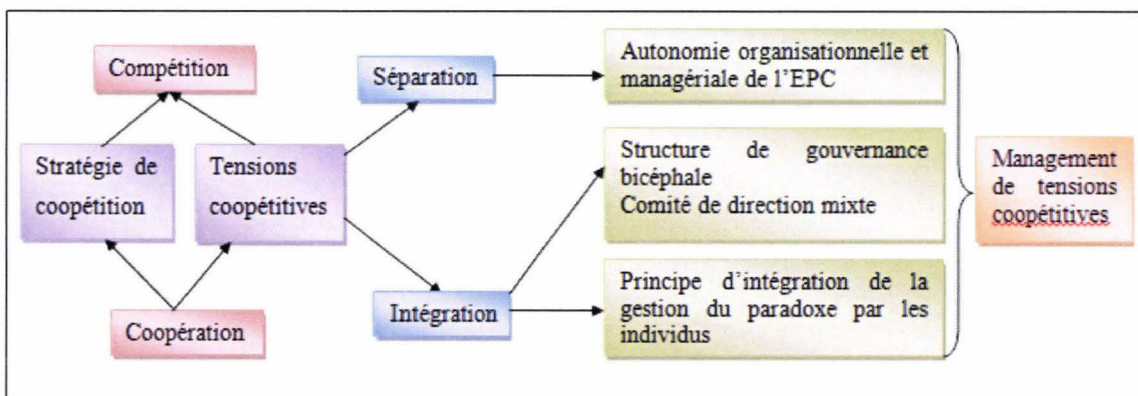 Compétition
Stratégie de
coopétition
Tensions
coopétitives
Coopération
Séparation
Intégration
Autonomie organisationnelle et
managériale de l'EPC
Structure de gouvernance
bicéphale
Comité de direction mixte
Principe d'intégration de la
gestion du paradoxe par les
individus
Management
de tensions
coopétitives